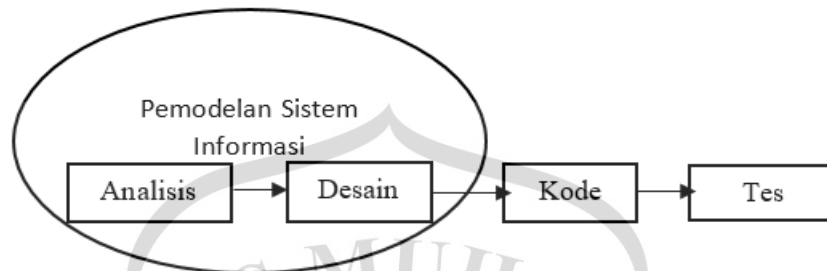 Pemodelan Sistem
Informasi
Analisis
Desain
Kode
Tes